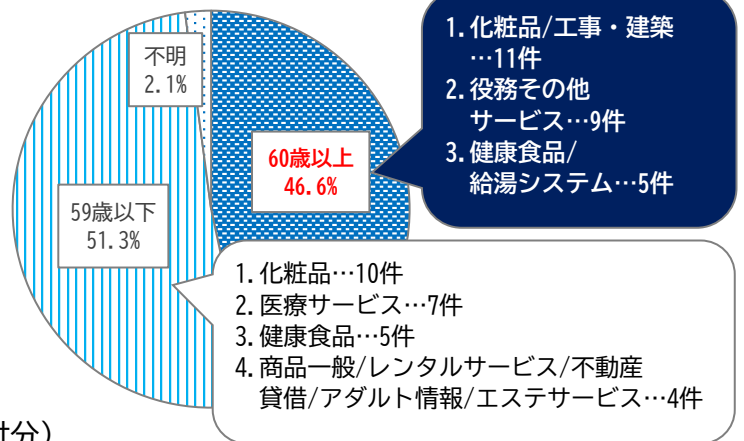 不明
2.1%
60歳以上
46.6%
59歳以下
51.3%
1.化粧品/工事・建築
…11件
2.役務その他
サービス…9件
3.健康食品/
給湯システム…5件
1.化粧品…10件
2.医療サービス…7件
3.健康食品…5件
4.商品一般/レンタルサービス/不動産
貸借/アダルト情報/エステサービス…4件
付分）